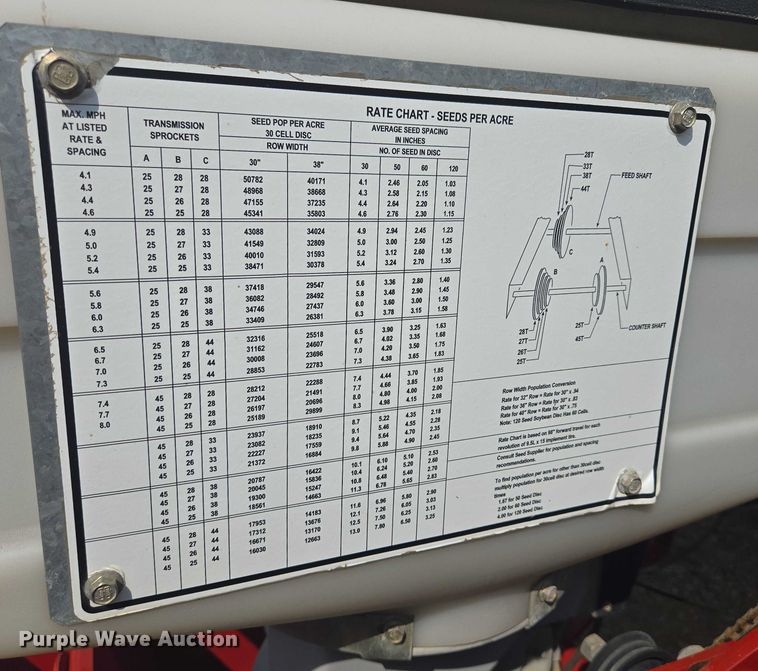 RATE CHART - SEEDS PER ACRE
MAX. MPH AT LISTED RATE & SPACING
TRANSMISSION SPROCKETS
SEED POP PER ACRE 30 CELL DISC ROW WIDTH
AVERAGE SEED SPACING IN INCHES NO. OF SEED IN DISC
A B C 30" 38" 30 50 60 120
4.1 25 28 28 50782 40171 4.1 2.46 2.05 1.03
4.3 25 27 28 48968 38668 4.3 2.58 2.15 1.08
4.4 25 26 28 47155 37235 4.4 2.64 2.20 1.10
4.6 25 25 28 45341 35803 4.6 2.76 2.30 1.15
4.9 25 28 33 43088 34024 4.9 2.94 2.45 1.23
5.0 25 27 33 41549 32809 5.0 3.00 2.50 1.25
5.2 25 26 33 40010 31593 5.2 3.12 2.60 1.30
5.4 25 25 33 38471 30378 5.4 3.24 2.70 1.35
5.6 25 28 38 37418 29547 5.6 3.36 2.80 1.40
5.8 25 27 38 36082 28492 5.8 3.48 2.90 1.45
6.0 25 26 38 34746 27437 6.0 3.60 3.00 1.50
6.3 25 25 38 33409 26381 6.3 3.78 3.15 1.58
6.5 25 28 44 32316 25518 6.5 3.90 3.25 1.63
6.7 25 27 44 31162 24607 6.7 4.02 3.35 1.68
7.0 25 26 44 30008 23696 7.0 4.20 3.50 1.75
7.3 25 25 44 28853 22783 7.3 4.38 3.65 1.83
7.4 45 28 28 28212 22288 7.4 4.44 3.70 1.85
7.7 45 27 28 27204 21491 7.7 4.66 3.85 1.93
8.0 45 26 28 26197 20696 8.0 4.80 4.00 2.00
45 25 28 25189 29899 8.3 4.98 4.15 2.08
45 28 33 23937 18910 8.7 5.22 4.35 2.18
45 27 33 23082 18235 9.1 5.46 4.55 2.28
45 26 33 22227 17559 9.4 5.64 4.70 2.35
45 25 33 21372 16884 9.8 5.88 4.90 2.45
45 28 38 20787 16422 10.1 6.10 5.10 2.53
45 27 38 20045 15836 10.4 6.24 5.20 2.60
45 26 38 19300 15247 10.8 6.48 5.40 2.70
45 25 38 18561 14663 11.3 6.78 5.65 2.83
45 28 44 17953 14183 11.6 6.96 5.80 2.90
45 27 44 17312 13676 12.1 7.26 6.05 3.03
45 26 44 16671 13170 12.5 7.50 6.25 3.13
45 25 44 16030 12663 13.0 7.80 6.50 3.25
28T
33T
38T
44T
FEED SHAFT
C
B
A
28T
27T
26T
25T
25T
45T
COUNTER SHAFT
Row Width Population Conversion
Rate for 32" Row = Rate for 30" x .94
Rate for 36" Row = Rate for 30" x .83
Rate for 40" Row = Rate for 30" x .75
Note: 120 Seed Soybean Disc Has 60 Cells.
Rate Chart is based on 98" forward travel for each
revolution of 9.5L x 15 implement tire.
Consult Seed Supplier for population and spacing
recommendations.
To find population per acre for other than 30cell disc
multiply population for 30cell disc at desired row width
times
1.67 for 50 Seed Disc
2.00 for 60 Seed Disc
4.00 for 120 Seed Disc
Purple Wave Auction